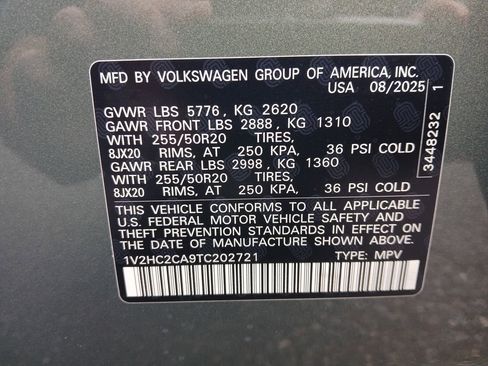 MFD BY VOLKSWAGEN GROUP OF AMERICA, INC.
USA 08/2025
GVWR LBS 5776, KG 2620
GAWR FRONT LBS 2888, KG 1310
WITH 255/50R20 TIRES,
8JX20 RIMS, AT 250 KPA, 36 PSI COLD
GAWR REAR LBS 2998, KG 1360
WITH 255/50R20 TIRES,
8JX20 RIMS, AT 250 KPA, 36 PSI COLD
THIS VEHICLE CONFORMS TO ALL APPLICABLE
U.S. FEDERAL MOTOR VEHICLE SAFETY AND
THEFT PREVENTION STANDARDS IN EFFECT ON
THE DATE OF MANUFACTURE SHOWN ABOVE.
1V2HC2CA9TC202721 TYPE: MPV
3448232 1